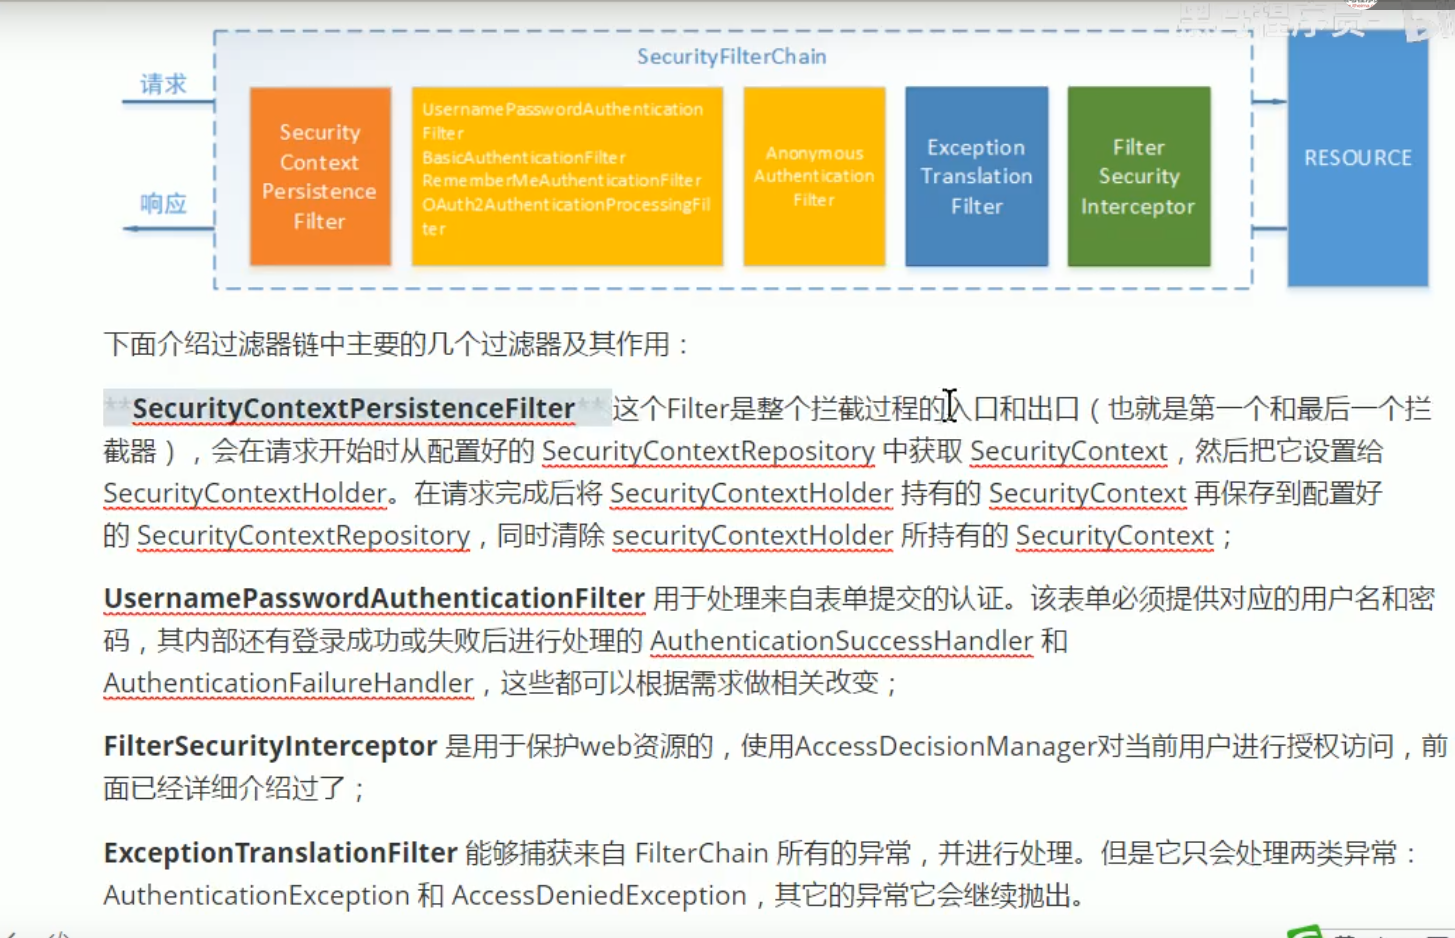 SecurityFilterChain
请求
响应
Security
Context
Persistence
Filter
UsernamePasswordAuthentication
Filter
BasicAuthenticationFilter
RememberMeAuthenticationFilter
OAuth2AuthenticationProcessingFil
ter
Anonymous
Authentication
Filter
Exception
Translation
Filter
Filter
Security
Interceptor
RESOURCE
下面介绍过滤器链中主要的几个过滤器及其作用：
**SecurityContextPersistenceFilter** 这个Filter是整个拦截过程的入口和出口（也就是第一个和最后一个拦
截器），会在请求开始时从配置好的 SecurityContextRepository 中获取 SecurityContext，然后把它设置给
SecurityContextHolder。在请求完成后将 SecurityContextHolder 持有的 SecurityContext 再保存到配置好
的 SecurityContextRepository，同时清除 securityContextHolder 所持有的 SecurityContext；
UsernamePasswordAuthenticationFilter 用于处理来自表单提交的认证。该表单必须提供对应的用户名和密
码，其内部还有登录成功或失败后进行处理的 AuthenticationSuccessHandler 和
AuthenticationFailureHandler，这些都可以根据需求做相关改变；
FilterSecurityInterceptor 是用于保护web资源的，使用AccessDecisionManager对当前用户进行授权访问，前
面已经详细介绍过了；
ExceptionTranslationFilter 能够捕获来自 FilterChain 所有的异常，并进行处理。但是它只会处理两类异常：
AuthenticationException 和 AccessDeniedException，其它的异常它会继续抛出。